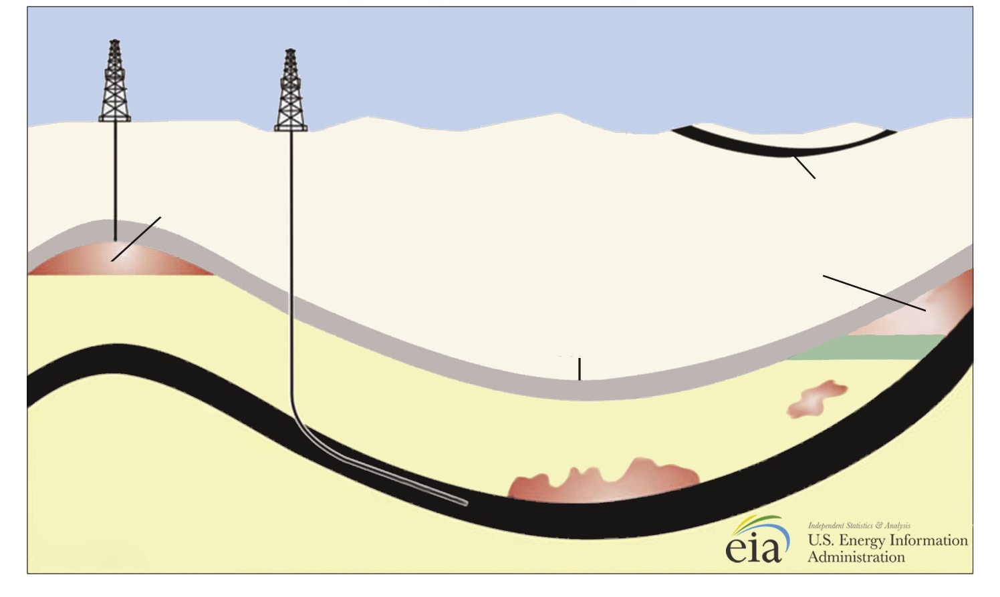 eia
Independent Statistics & Analysis
U.S. Energy Information
Administration